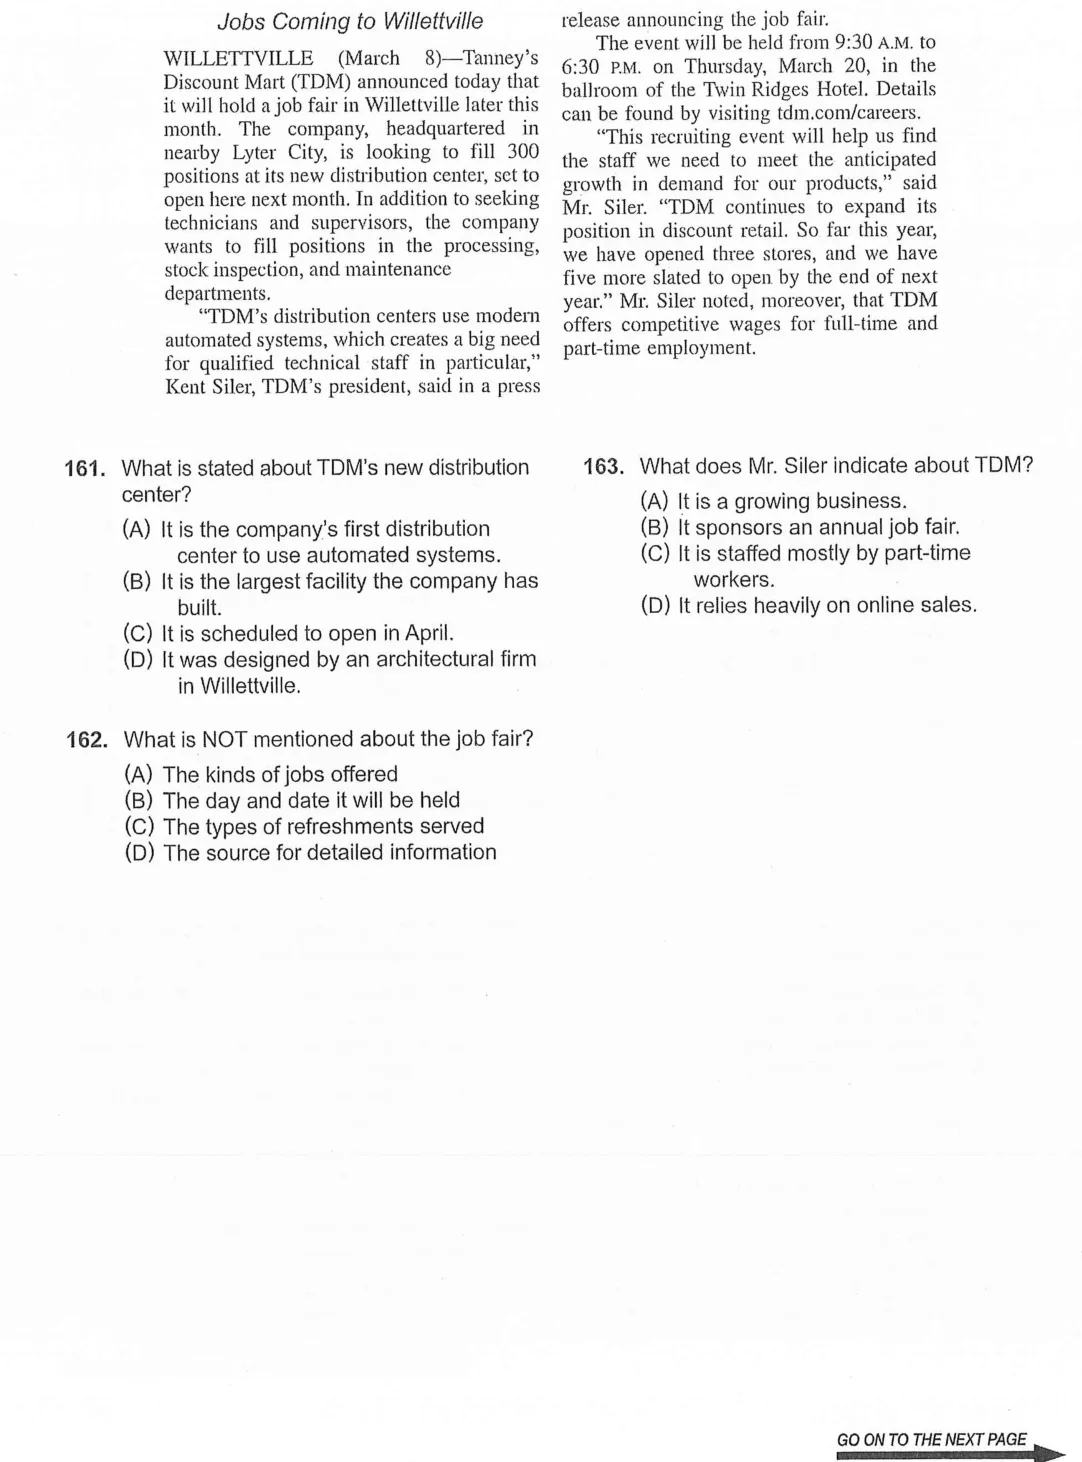 Jobs Coming to Willettville
WILLETTVILLE (March 8)—Tanney's
Discount Mart (TDM) announced today that
it will hold a job fair in Willettville later this
month. The company, headquartered in
nearby Lyter City, is looking to fill 300
positions at its new distribution center, set to
open here next month. In addition to seeking
technicians and supervisors, the company
wants to fill positions in the processing,
stock inspection, and maintenance
departments.
"TDM's distribution centers use modern
automated systems, which creates a big need
for qualified technical staff in particular,"
Kent Siler, TDM's president, said in a press
release announcing the job fair.
The event will be held from 9:30 A.M. to
6:30 P.M. on Thursday, March 20, in the
ballroom of the Twin Ridges Hotel. Details
can be found by visiting tdm.com/careers.
"This recruiting event will help us find
the staff we need to meet the anticipated
growth in demand for our products," said
Mr. Siler. "TDM continues to expand its
position in discount retail. So far this year,
we have opened three stores, and we have
five more slated to open by the end of next
year." Mr. Siler noted, moreover, that TDM
offers competitive wages for full-time and
part-time employment.
161. What is stated about TDM's new distribution
center?
(A) It is the company's first distribution
center to use automated systems.
(B) It is the largest facility the company has
built.
(C) It is scheduled to open in April.
(D) It was designed by an architectural firm
in Willettville.
162. What is NOT mentioned about the job fair?
(A) The kinds of jobs offered
(B) The day and date it will be held
(C) The types of refreshments served
(D) The source for detailed information
163. What does Mr. Siler indicate about TDM?
(A) It is a growing business.
(B) It sponsors an annual job fair.
(C) It is staffed mostly by part-time
workers.
(D) It relies heavily on online sales.
GO ON TO THE NEXT PAGE